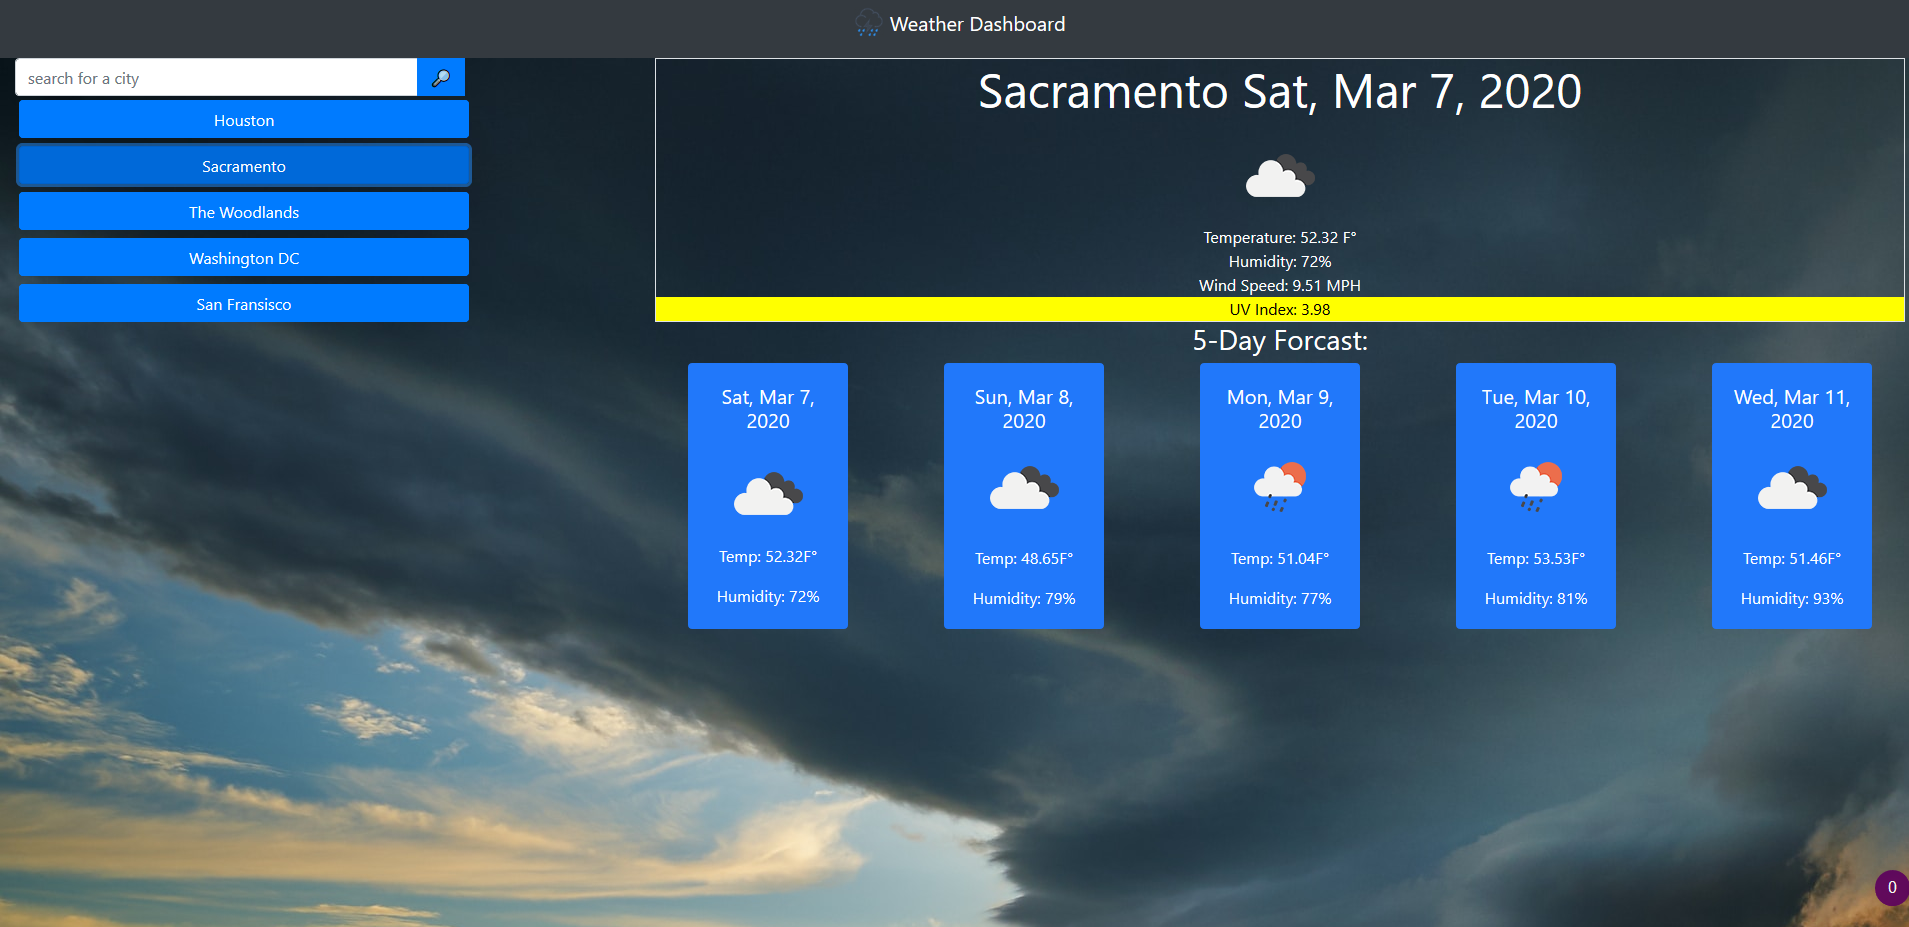 Weather Dashboard
search for a city
Houston
Sacramento
The Woodlands
Washington DC
San Fransisco
Sacramento Sat, Mar 7, 2020
Temperature: 52.32 F°
Humidity: 72%
Wind Speed: 9.51 MPH
UV Index: 3.98
5-Day Forcast:
Sat, Mar 7,
2020
Temp: 52.32F°
Humidity: 72%
Sun, Mar 8,
2020
Temp: 48.65F°
Humidity: 79%
Mon, Mar 9,
2020
Temp: 51.04F°
Humidity: 77%
Tue, Mar 10,
2020
Temp: 53.53F°
Humidity: 81%
Wed, Mar 11,
2020
Temp: 51.46F°
Humidity: 93%
0